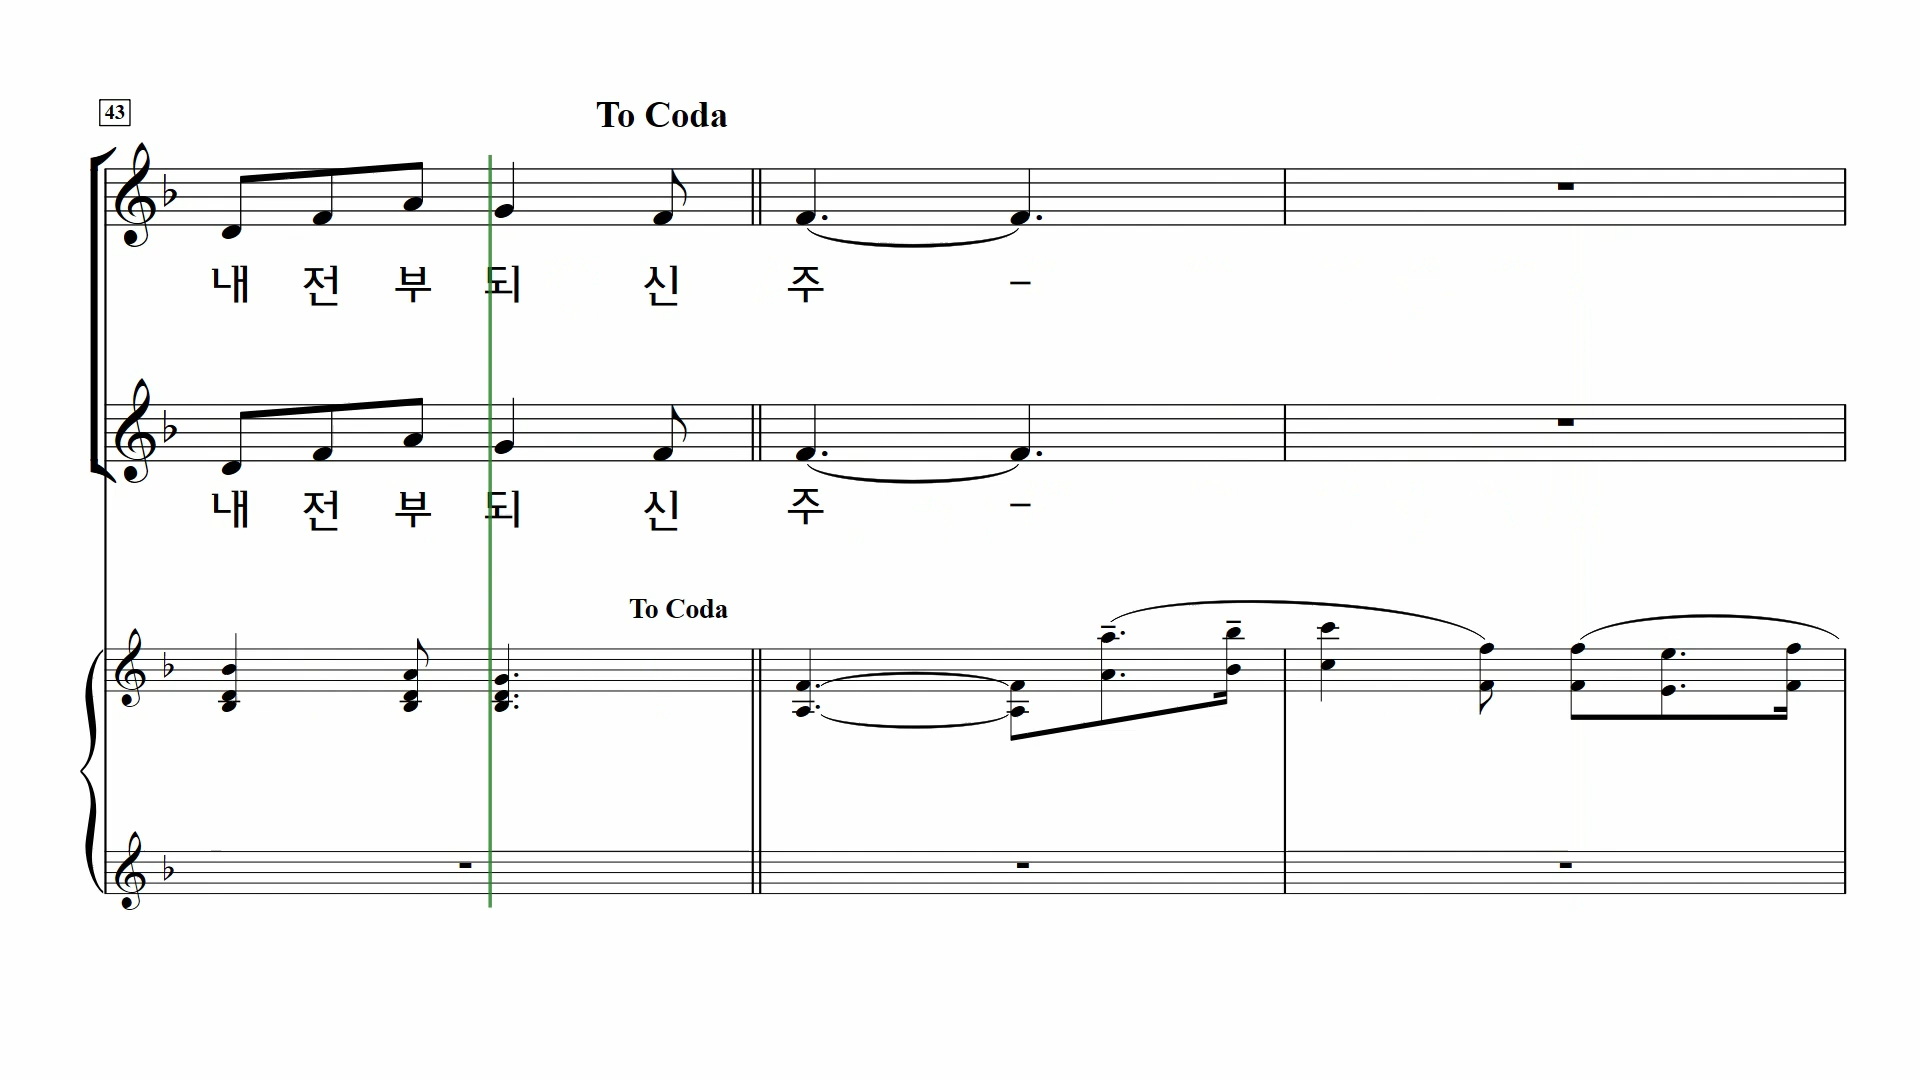 43
To Coda
내 전 부 되 신 주 –
내 전 부 되 신 주 –
To Coda